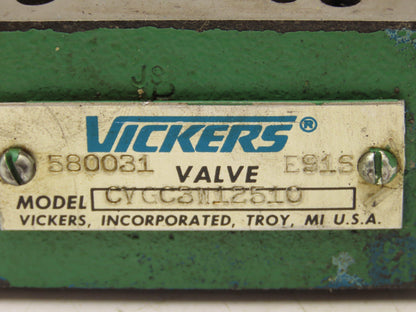 JS
VICKERS®
580031 VALVE E91S
MODEL CVGC3W12510
VICKERS, INCORPORATED, TROY, MI U.S.A.